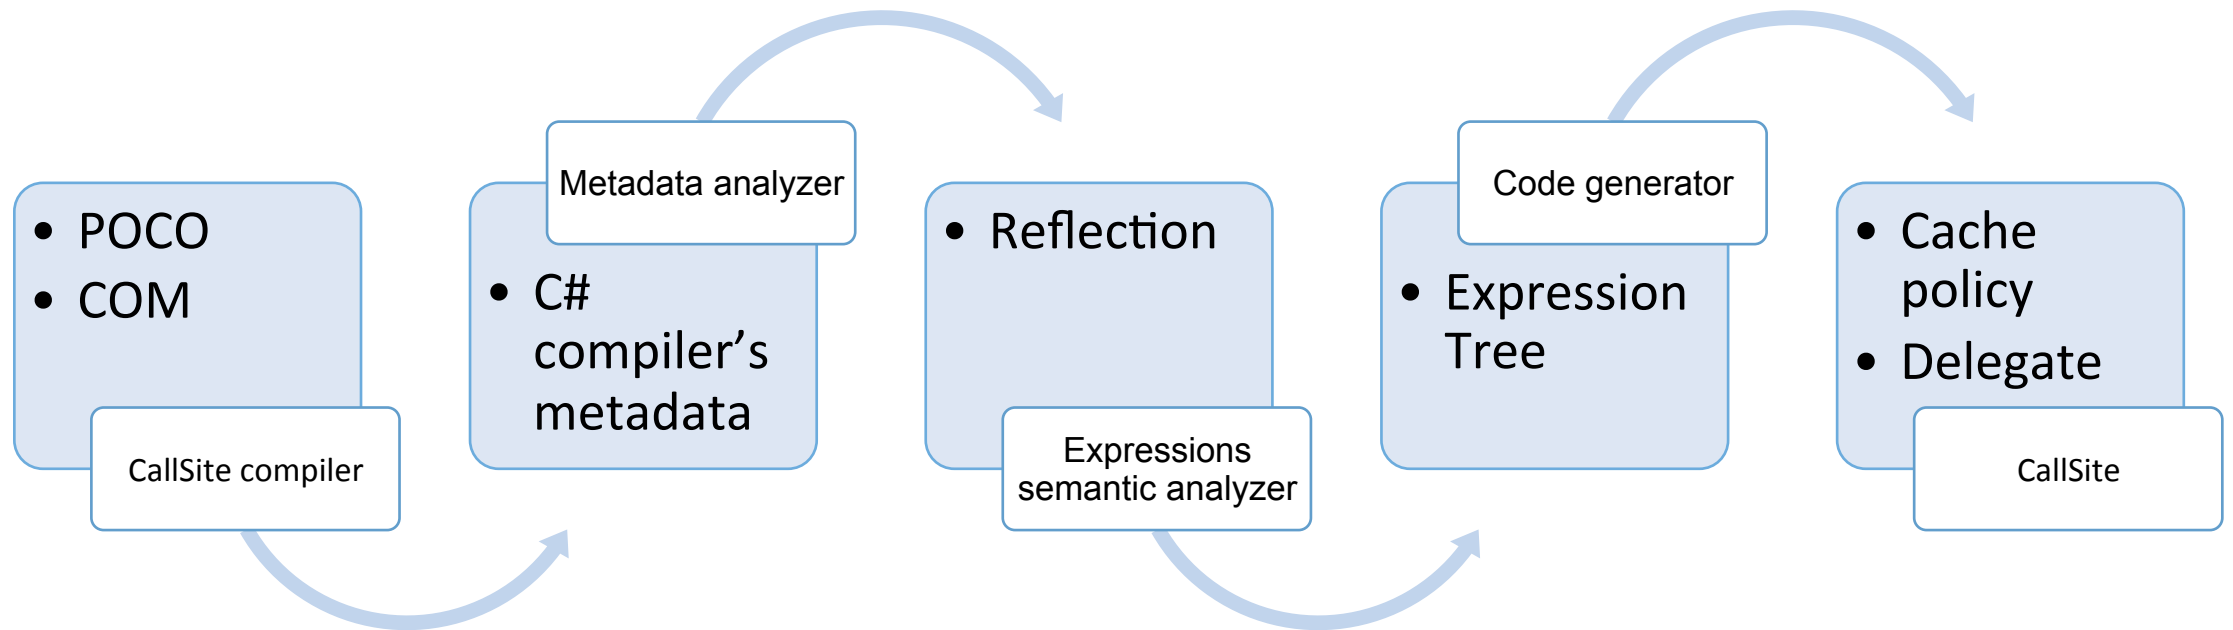 • POCO
• COM
CallSite compiler
Metadata analyzer
• C#
compiler’s
metadata
• Reflection
Expressions
semantic analyzer
Code generator
• Expression
Tree
• Cache
policy
• Delegate
CallSite